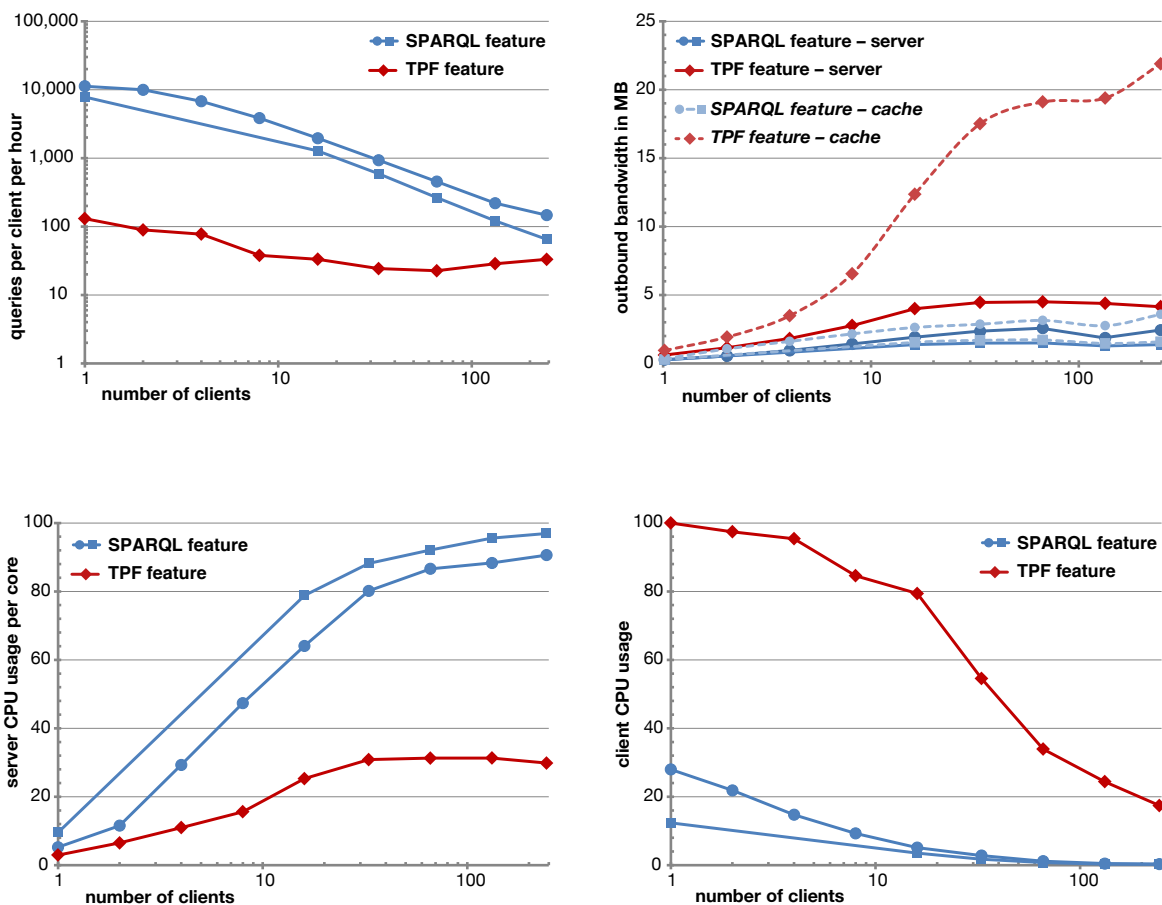 100,000
10,000
1,000
100
10
1
queries per client per hour
SPARQL feature
TPF feature
1
10
100
number of clients
25
20
15
10
5
0
outbound bandwidth in MB
SPARQL feature – server
TPF feature – server
SPARQL feature – cache
TPF feature – cache
1
10
100
number of clients
100
80
60
40
20
0
server CPU usage per core
SPARQL feature
TPF feature
1
10
100
number of clients
100
80
60
40
20
0
client CPU usage
SPARQL feature
TPF feature
1
10
100
number of clients